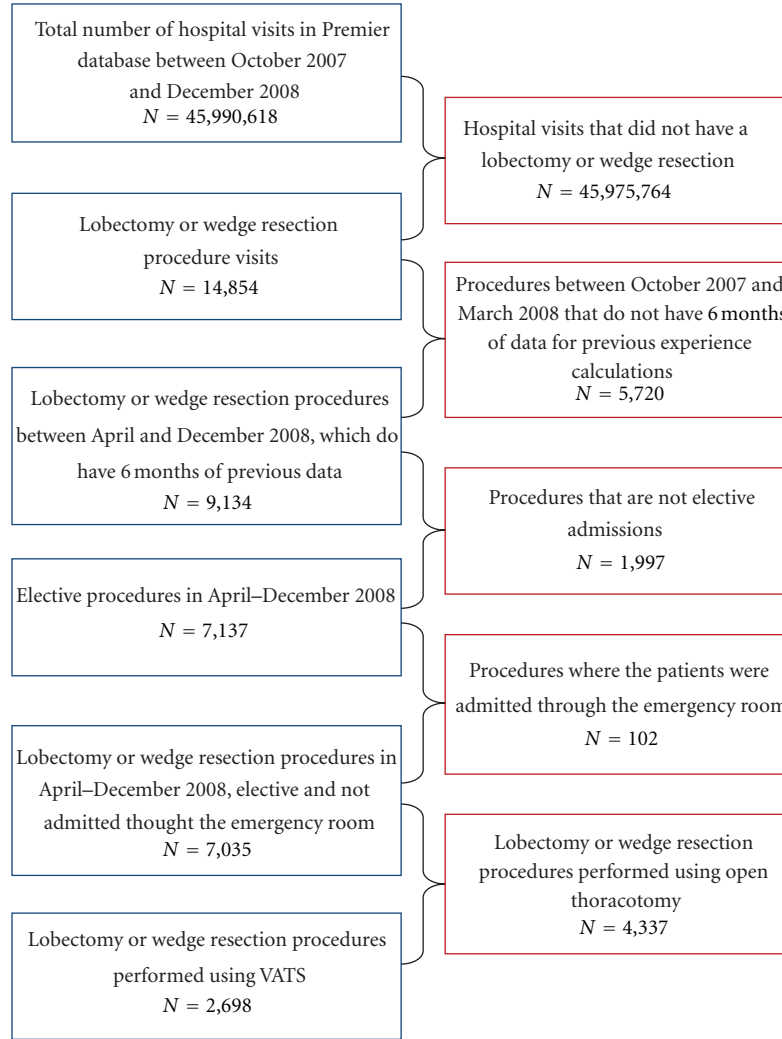 Total number of hospital visits in Premier
database between October 2007
and December 2008
N = 45,990,618
Hospital visits that did not have a
lobectomy or wedge resection
N = 45,975,764
Lobectomy or wedge resection
procedure visits
N = 14,854
Procedures between October 2007 and
March 2008 that do not have 6 months
of data for previous experience
calculations
N = 5,720
Lobectomy or wedge resection procedures
between April and December 2008, which do
have 6 months of previous data
N = 9,134
Procedures that are not elective
admissions
N = 1,997
Elective procedures in April–December 2008
N = 7,137
Procedures where the patients were
admitted through the emergency room
N = 102
Lobectomy or wedge resection procedures in
April–December 2008, elective and not
admitted thought the emergency room
N = 7,035
Lobectomy or wedge resection
procedures performed using open
thoracotomy
N = 4,337
Lobectomy or wedge resection procedures
performed using VATS
N = 2,698